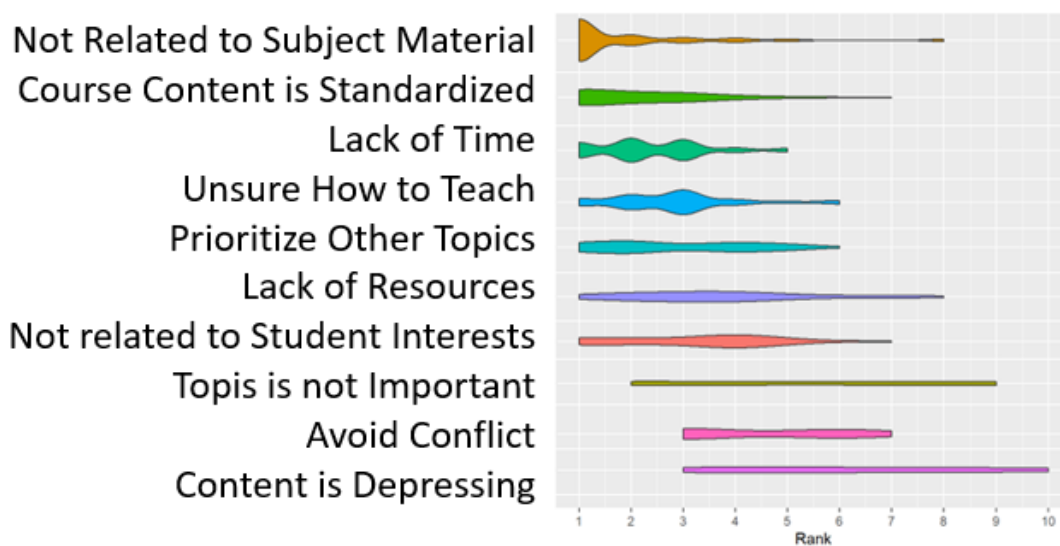 Not Related to Subject Material
Course Content is Standardized
Lack of Time
Unsure How to Teach
Prioritize Other Topics
Lack of Resources
Not related to Student Interests
Topis is not Important
Avoid Conflict
Content is Depressing
1 2 3 4 5 6 7 8 9 10
Rank